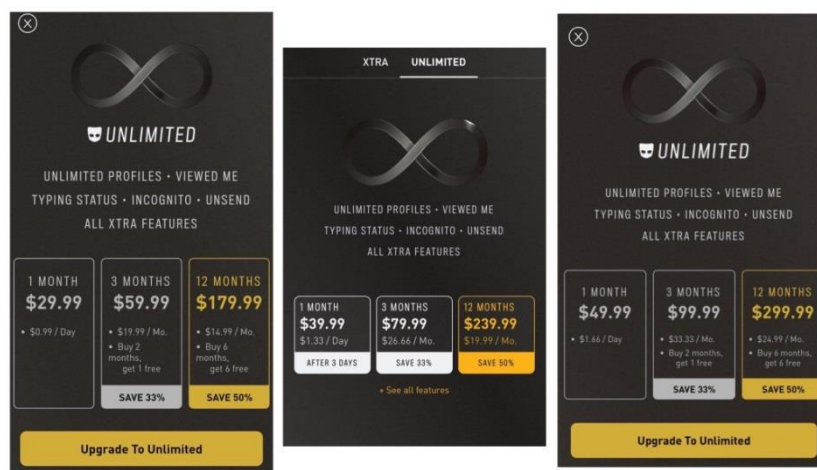 UNLIMITED
UNLIMITED PROFILES • VIEWED ME
TYPING STATUS • INCOGNITO • UNSEND
ALL XTRA FEATURES
1 MONTH
$29.99
• $0.99 / Day
3 MONTHS
$59.99
• $19.99 / Mo.
• Buy 2
months,
get 1 free
SAVE 33%
12 MONTHS
$179.99
• $14.99 / Mo.
• Buy 6
months,
get 6 free
SAVE 50%
Upgrade To Unlimited
XTRA UNLIMITED
UNLIMITED PROFILES • VIEWED ME
TYPING STATUS • INCOGNITO • UNSEND
ALL XTRA FEATURES
1 MONTH
$39.99
$1.33 / Day
AFTER 3 DAYS
3 MONTHS
$79.99
$26.66 / Mo.
SAVE 33%
12 MONTHS
$239.99
$19.99 / Mo.
SAVE 50%
+ See all features
UNLIMITED
UNLIMITED PROFILES • VIEWED ME
TYPING STATUS • INCOGNITO • UNSEND
ALL XTRA FEATURES
1 MONTH
$49.99
• $1.66 / Day
3 MONTHS
$99.99
• $33.33 / Mo.
• Buy 2 months,
get 1 free
SAVE 33%
12 MONTHS
$299.99
• $24.99 / Mo.
• Buy 6 months,
get 6 free
SAVE 50%
Upgrade To Unlimited